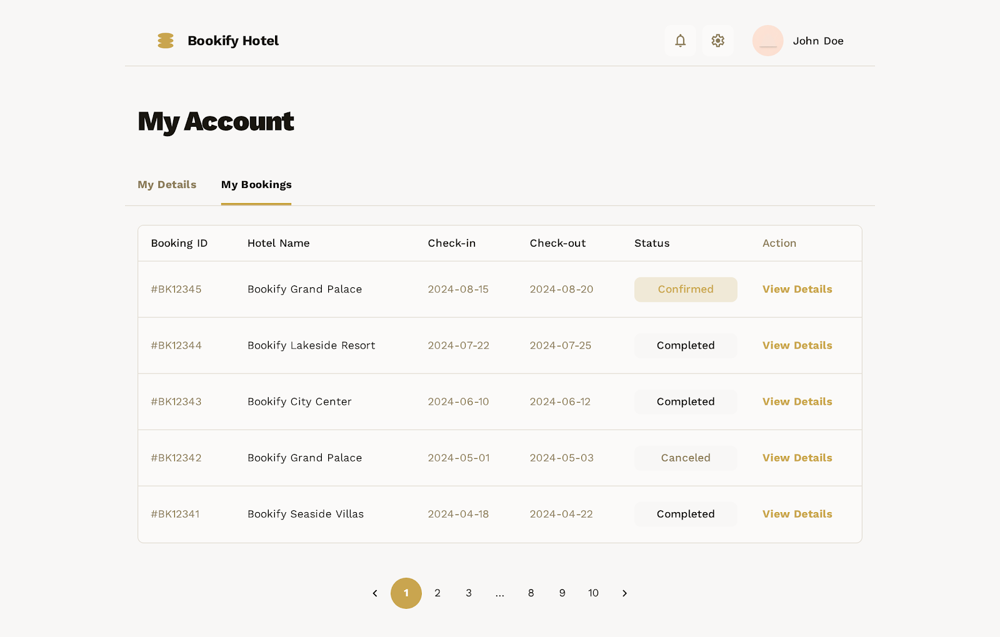 Bookify Hotel
John Doe
My Account
My Details My Bookings
Booking ID Hotel Name Check-in Check-out Status Action
#BK12345 Bookify Grand Palace 2024-08-15 2024-08-20 Confirmed View Details
#BK12344 Bookify Lakeside Resort 2024-07-22 2024-07-25 Completed View Details
#BK12343 Bookify City Center 2024-06-10 2024-06-12 Completed View Details
#BK12342 Bookify Grand Palace 2024-05-01 2024-05-03 Canceled View Details
#BK12341 Bookify Seaside Villas 2024-04-18 2024-04-22 Completed View Details
1 2 3 ... 8 9 10